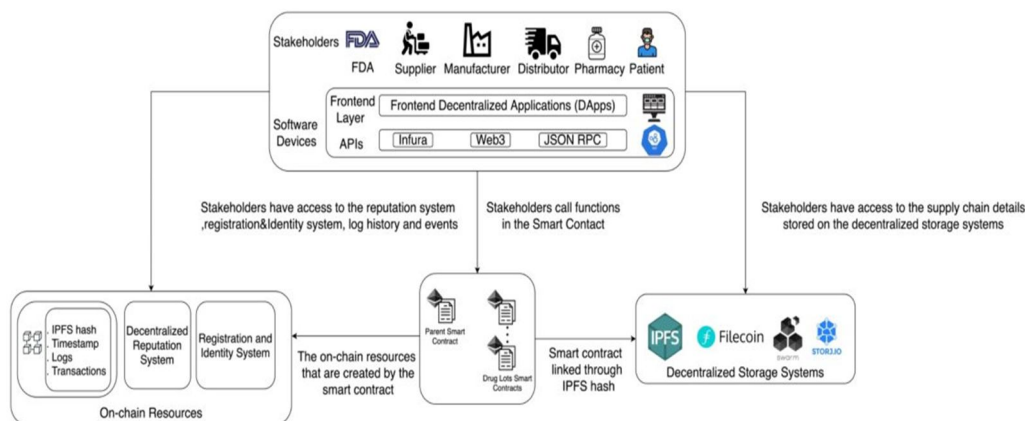 Stakeholders
FDA
FDA
Supplier
Manufacturer
Distributor
Pharmacy
Patient
Software
Devices
Frontend
Layer
Frontend Decentralized Applications (DApps)
APIs
Infura
Web3
JSON RPC
Stakeholders have access to the reputation system
,registration&Identity system, log history and events
Stakeholders call functions
in the Smart Contact
Stakeholders have access to the supply chain details
stored on the decentralized storage systems
. IPFS hash
. Timestamp
. Logs
. Transactions
Decentralized
Reputation
System
Registration and
Identity System
On-chain Resources
The on-chain resources
that are created by the
smart contract
Parent Smart
Contract
Drug Lots Smart
Contracts
Smart contract
linked through
IPFS hash
IPFS
Filecoin
swarm
STORJ.IO
Decentralized Storage Systems